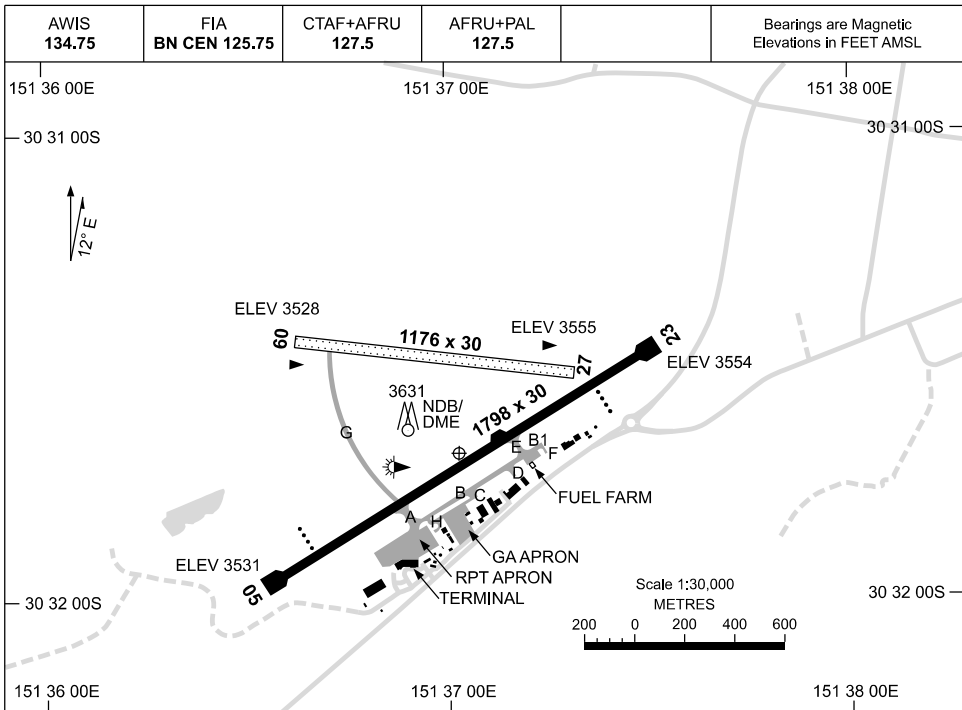 AWIS
134.75
FIA
BN CEN 125.75
CTAF+AFRU
127.5
AFRU+PAL
127.5
Bearings are Magnetic
Elevations in FEET AMSL
151 36 00E
151 37 00E
151 38 00E
30 31 00S
30 31 00S
12° E
ELEV 3528
09
1176 x 30
ELEV 3555
27
23
ELEV 3554
3631
NDB/
DME
1798 x 30
G
E
B1
F
D
FUEL FARM
B
C
A
H
GA APRON
RPT APRON
TERMINAL
ELEV 3531
05
30 32 00S
30 32 00S
Scale 1:30,000
METRES
200 0 200 400 600
151 36 00E
151 37 00E
151 38 00E